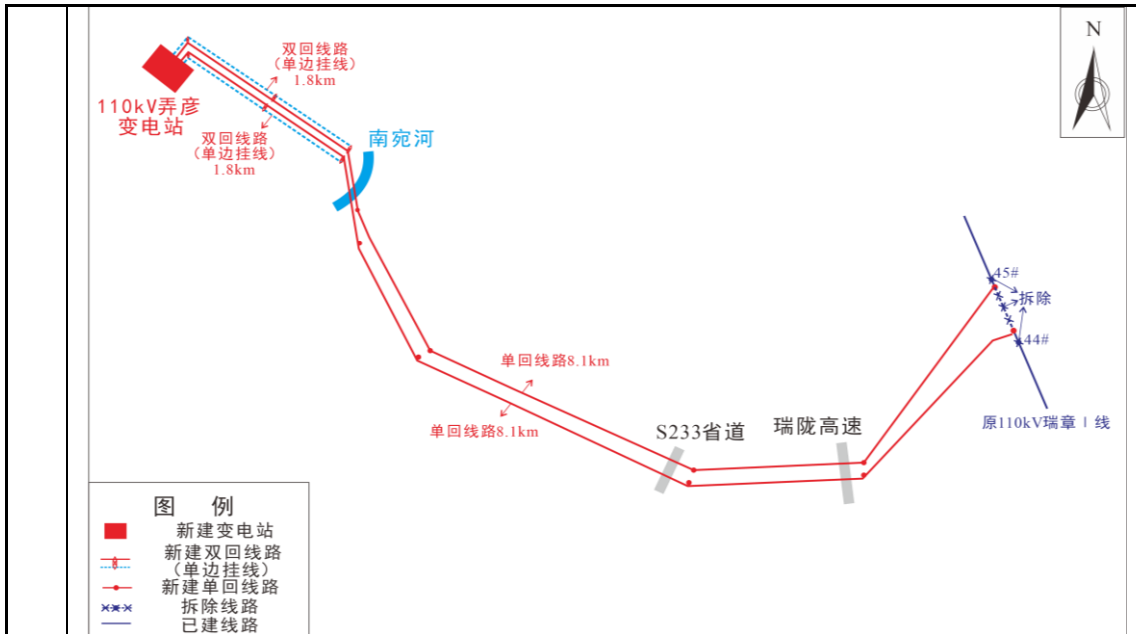 N
双回线路
（单边挂线）
1.8km
110kV弄彦
变电站
双回线路
（单边挂线）
1.8km
南宛河
45#
拆除
44#
单回线路8.1km
单回线路8.1km
S233省道
瑞陇高速
原110kV瑞章Ⅰ线
图 例
新建变电站
新建双回线路
（单边挂线）
新建单回线路
拆除线路
已建线路